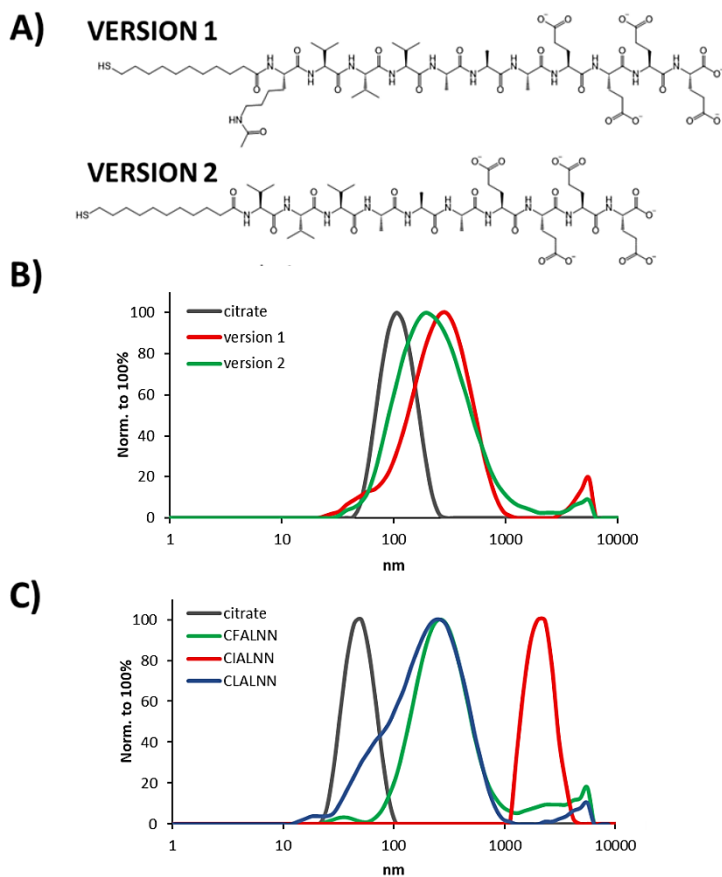 A)
VERSION 1
HS
O
H
N
O
O
N
H
O
H
N
O
O
N
H
O
H
N
O
O
N
H
O
H
N
O
O⁻
O
O
N
H
O
H
N
O
O⁻
O
O
N
H
O
O⁻
HN
O
O
O⁻
O
O⁻
VERSION 2
HS
O
N
H
O
H
N
O
N
H
O
H
N
O
N
H
O
H
N
O
N
H
O⁻
O
O
H
N
O
N
H
O⁻
O
O
H
N
O
O⁻
O
O⁻
O
O⁻
B)
100
80
60
40
20
0
Norm. to 100%
citrate
version 1
version 2
1
10
100
1000
10000
nm
C)
100
80
60
40
20
0
Norm. to 100%
citrate
CFALNN
CIALNN
CLALNN
1
10
100
1000
10000
nm